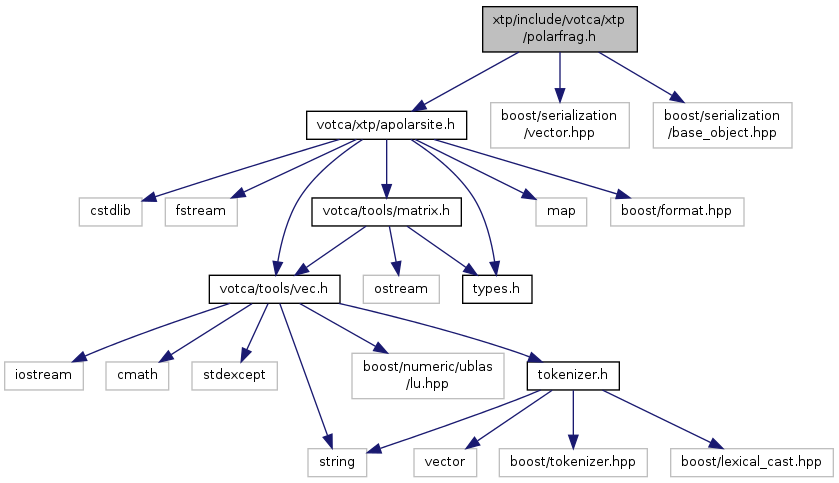 xtp/include/votca/xtp
/polarfrag.h
votca/xtp/apolarsite.h
boost/serialization
/vector.hpp
boost/serialization
/base_object.hpp
cstdlib
fstream
votca/tools/matrix.h
map
boost/format.hpp
votca/tools/vec.h
ostream
types.h
iostream
cmath
stdexcept
boost/numeric/ublas
/lu.hpp
tokenizer.h
string
vector
boost/tokenizer.hpp
boost/lexical_cast.hpp